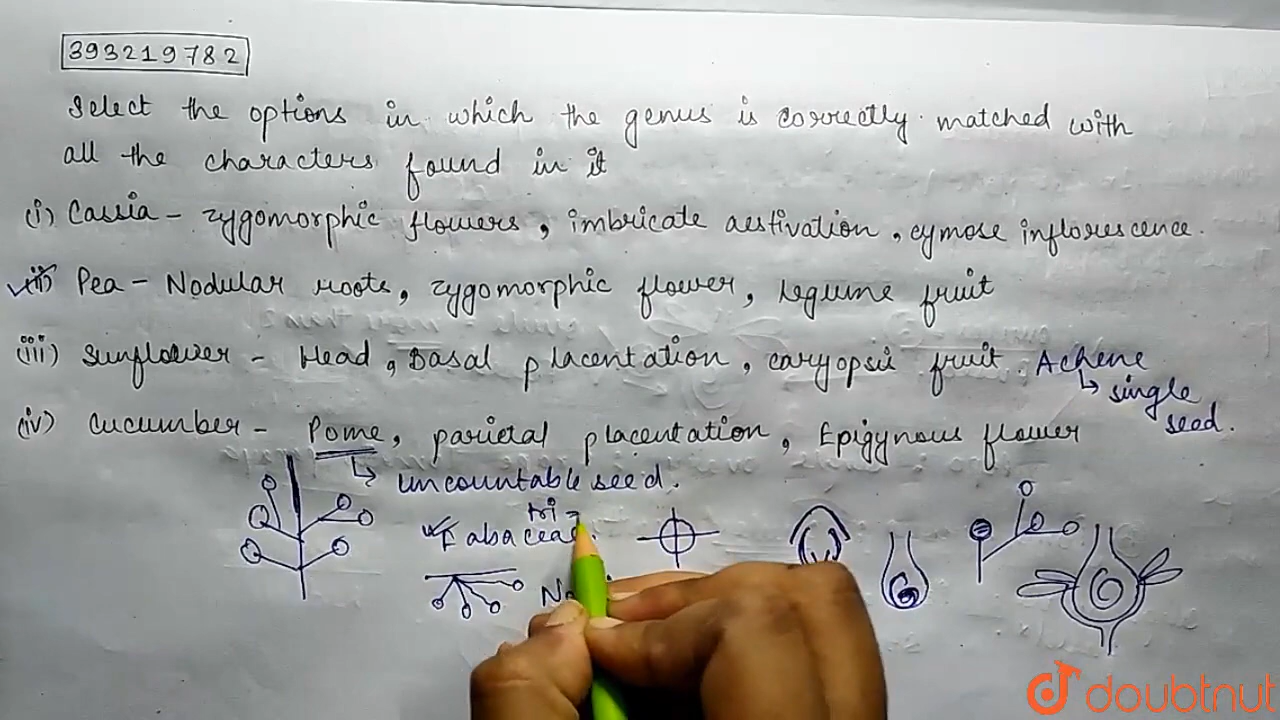 393219782
Select the options in which the genus is correctly matched with
all the characters found in it
(i) Cassia - zygomorphic flowers, imbricate aestivation, cymose inflorescence.
(ii) Pea - Nodular roots, zygomorphic flower, legume fruit
(iii) sunflower - Head, Basal placentation, caryopsis fruit. Achene
↳ single
seed.
(iv) Cucumber - Pome, parietal placentation, Epigynous flower
↳ uncountable seed.
tri -
Fabaceae.
doubtnut